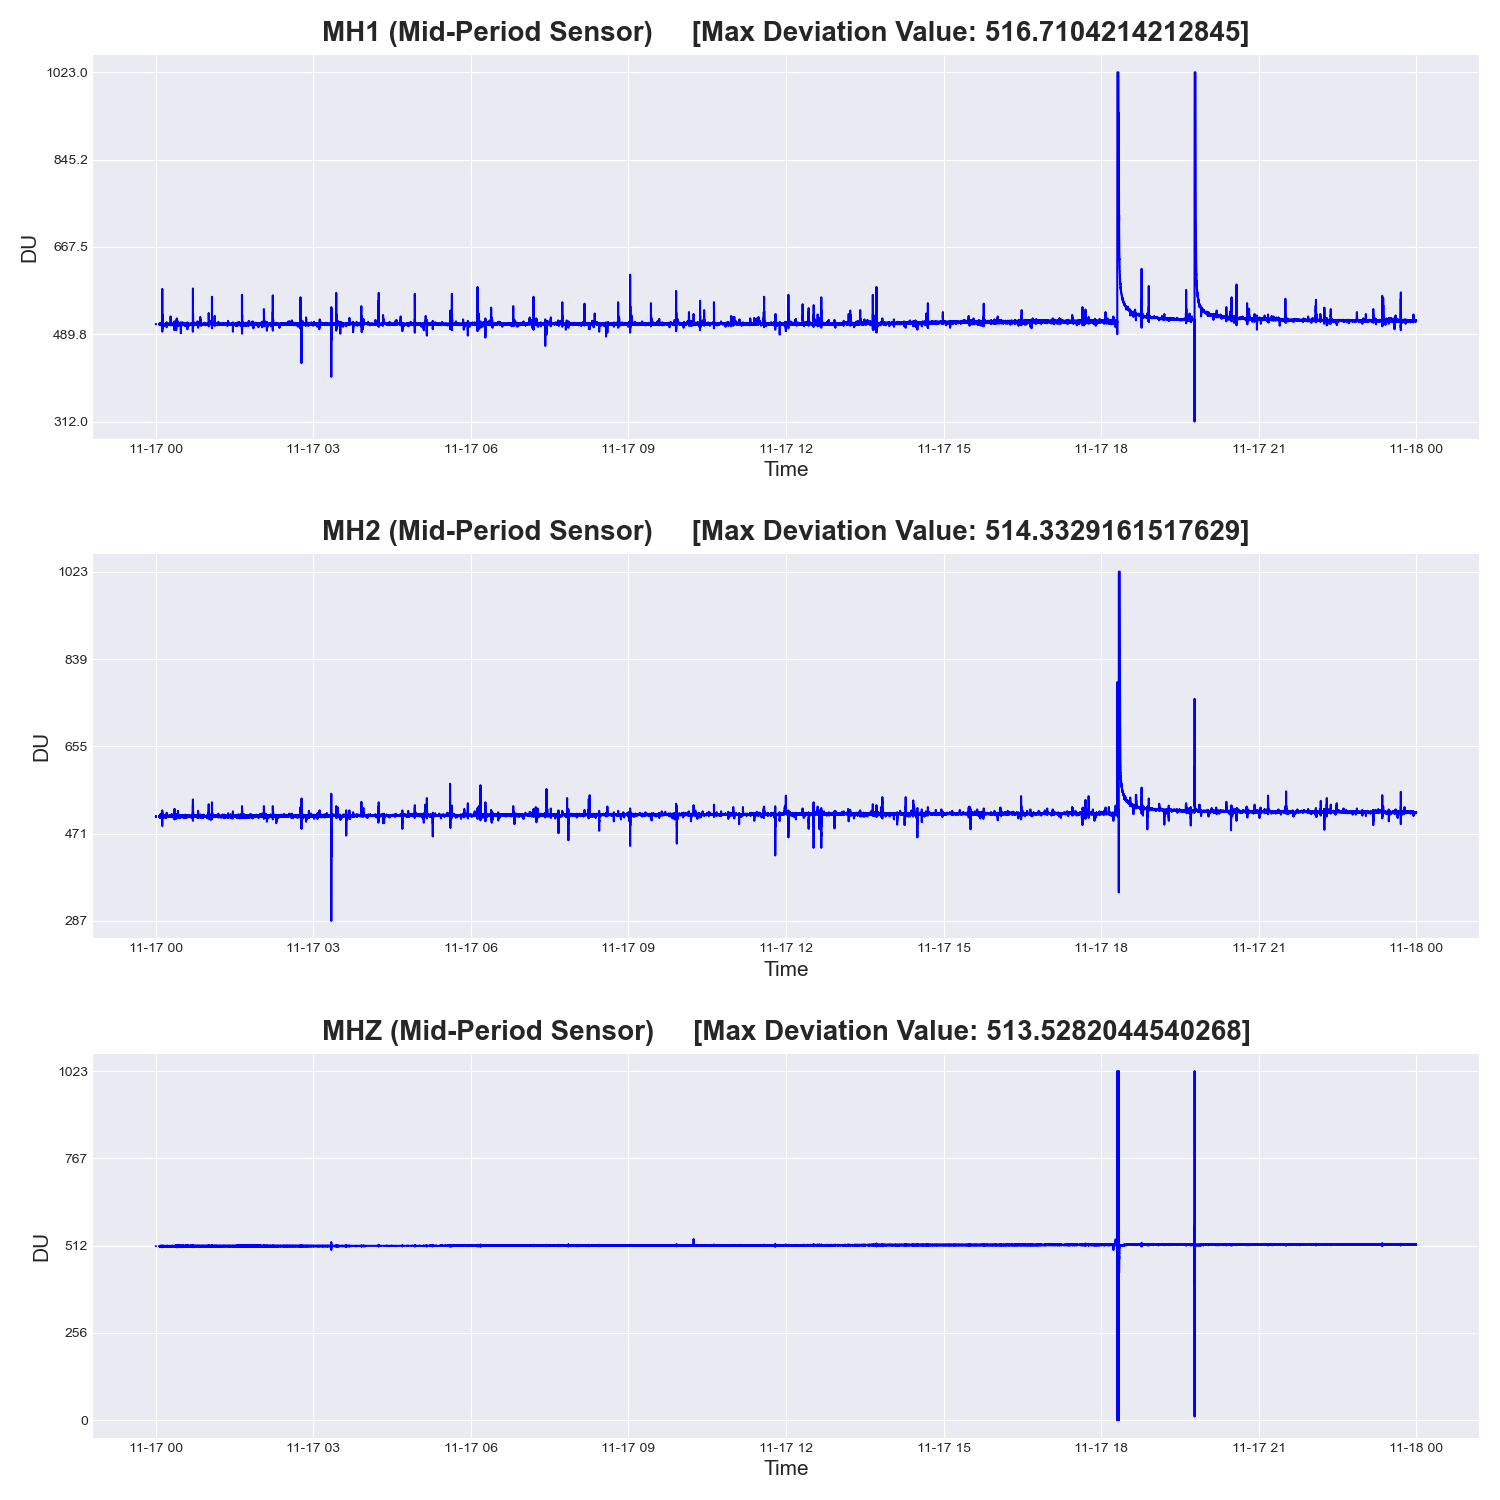 MH1 (Mid-Period Sensor) [Max Deviation Value: 516.7104214212845]
1023.0
845.2
667.5
489.8
312.0
DU
11-17 00 11-17 03 11-17 06 11-17 09 11-17 12 11-17 15 11-17 18 11-17 21 11-18 00
Time
MH2 (Mid-Period Sensor) [Max Deviation Value: 514.3329161517629]
1023
839
655
471
287
DU
11-17 00 11-17 03 11-17 06 11-17 09 11-17 12 11-17 15 11-17 18 11-17 21 11-18 00
Time
MHZ (Mid-Period Sensor) [Max Deviation Value: 513.5282044540268]
1023
767
512
256
0
DU
11-17 00 11-17 03 11-17 06 11-17 09 11-17 12 11-17 15 11-17 18 11-17 21 11-18 00
Time